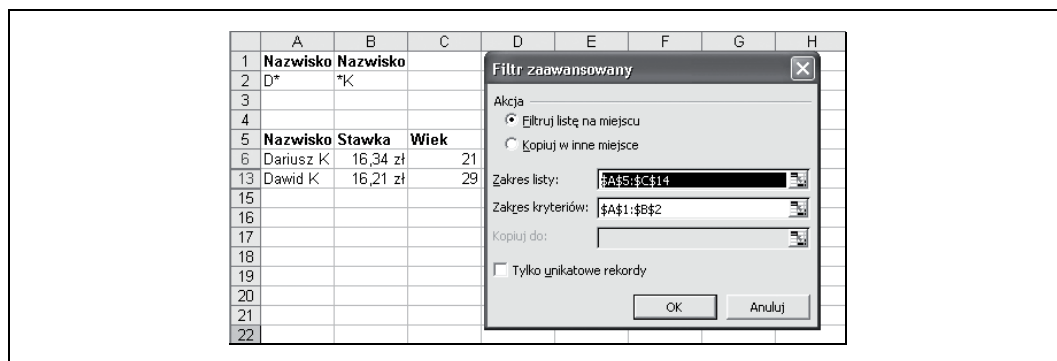 A B C D E F G H
1 Nazwisko Nazwisko
2 D* *K
3
4
5 Nazwisko Stawka Wiek
6 Dariusz K 16,34 zł 21
13 Dawid K 16,21 zł 29
15
16
17
18
19
20
21
22
Filtr zaawansowany
Akcja
Filtruj listę na miejscu
Kopiuj w inne miejsce
Zakres listy: $A$5:$C$14
Zakres kryteriów: $A$1:$B$2
Kopiuj do:
Tylko unikatowe rekordy
OK Anuluj